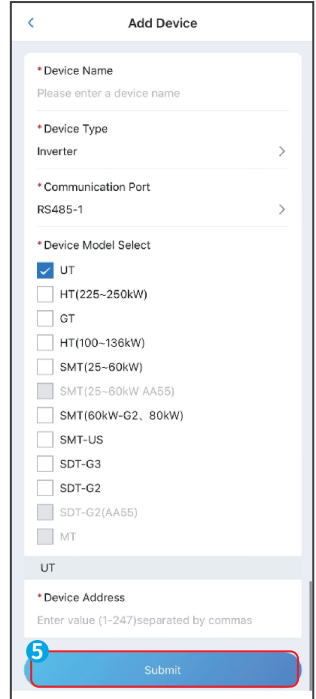 Add Device
*Device Name
Please enter a device name
*Device Type
Inverter
*Communication Port
RS485-1
*Device Model Select
UT
HT(225~250kW)
GT
HT(100~136kW)
SMT(25~60kW)
SMT(25~60kW AA55)
SMT(60kW-G2、80kW)
SMT-US
SDT-G3
SDT-G2
SDT-G2(AA55)
MT
UT
*Device Address
Enter value (1-247)separated by commas
5
Submit